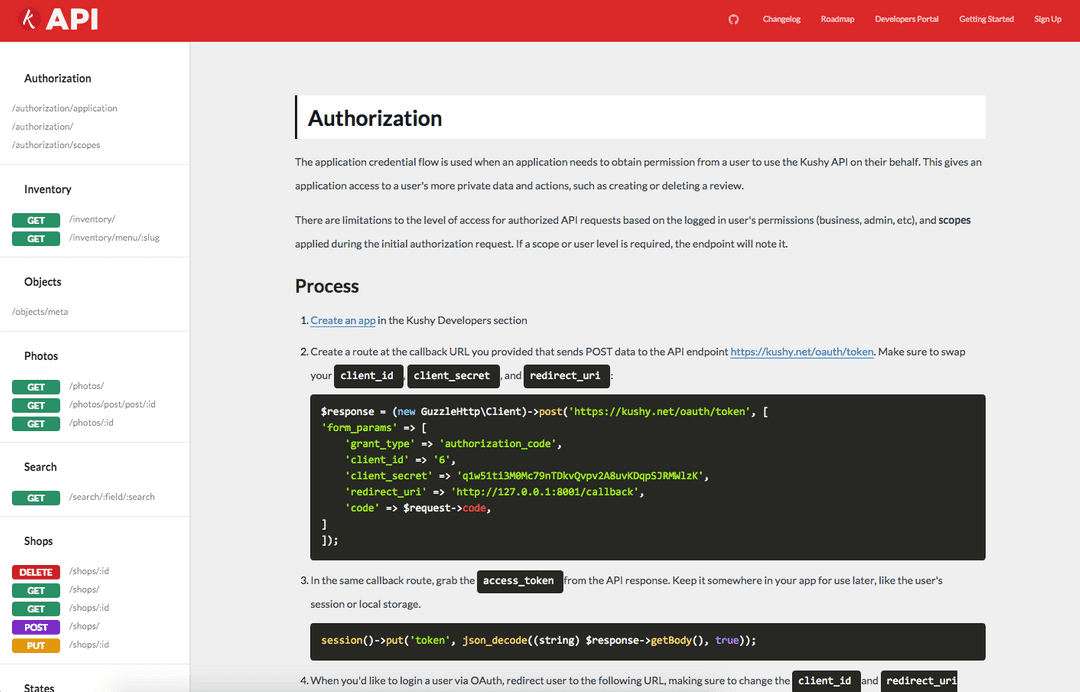 k API
Changelog Roadmap Developers Portal Getting Started Sign Up
Authorization
/authorization/application
/authorization/
/authorization/scopes
Inventory
GET /inventory/
GET /inventory/menu/:slug
Objects
/objects/meta
Photos
GET /photos/
GET /photos/post/post/:id
GET /photos/:id
Search
GET /search/:field/:search
Shops
DELETE /shops/:id
GET /shops/
GET /shops/:id
POST /shops/
PUT /shops/:id
States
Authorization
The application credential flow is used when an application needs to obtain permission from a user to use the Kushy API on their behalf. This gives an
application access to a user's more private data and actions, such as creating or deleting a review.
There are limitations to the level of access for authorized API requests based on the logged in user's permissions (business, admin, etc), and scopes
applied during the initial authorization request. If a scope or user level is required, the endpoint will note it.
Process
1. Create an app in the Kushy Developers section
2. Create a route at the callback URL you provided that sends POST data to the API endpoint https://kushy.net/oauth/token. Make sure to swap
your client_id, client_secret, and redirect_uri:
$response = (new GuzzleHttp\Client)->post('https://kushy.net/oauth/token', [
'form_params' => [
'grant_type' => 'authorization_code',
'client_id' => '6',
'client_secret' => 'q1w51ti3M0Mc79nTDkvQvpv2A8uvKDqpSJRMWlzK',
'redirect_uri' => 'http://127.0.0.1:8001/callback',
'code' => $request->code,
]
]);
3. In the same callback route, grab the access_token from the API response. Keep it somewhere in your app for use later, like the user's
session or local storage.
session()->put('token', json_decode((string) $response->getBody(), true));
4. When you'd like to login a user via OAuth, redirect user to the following URL, making sure to change the client_id and redirect_uri